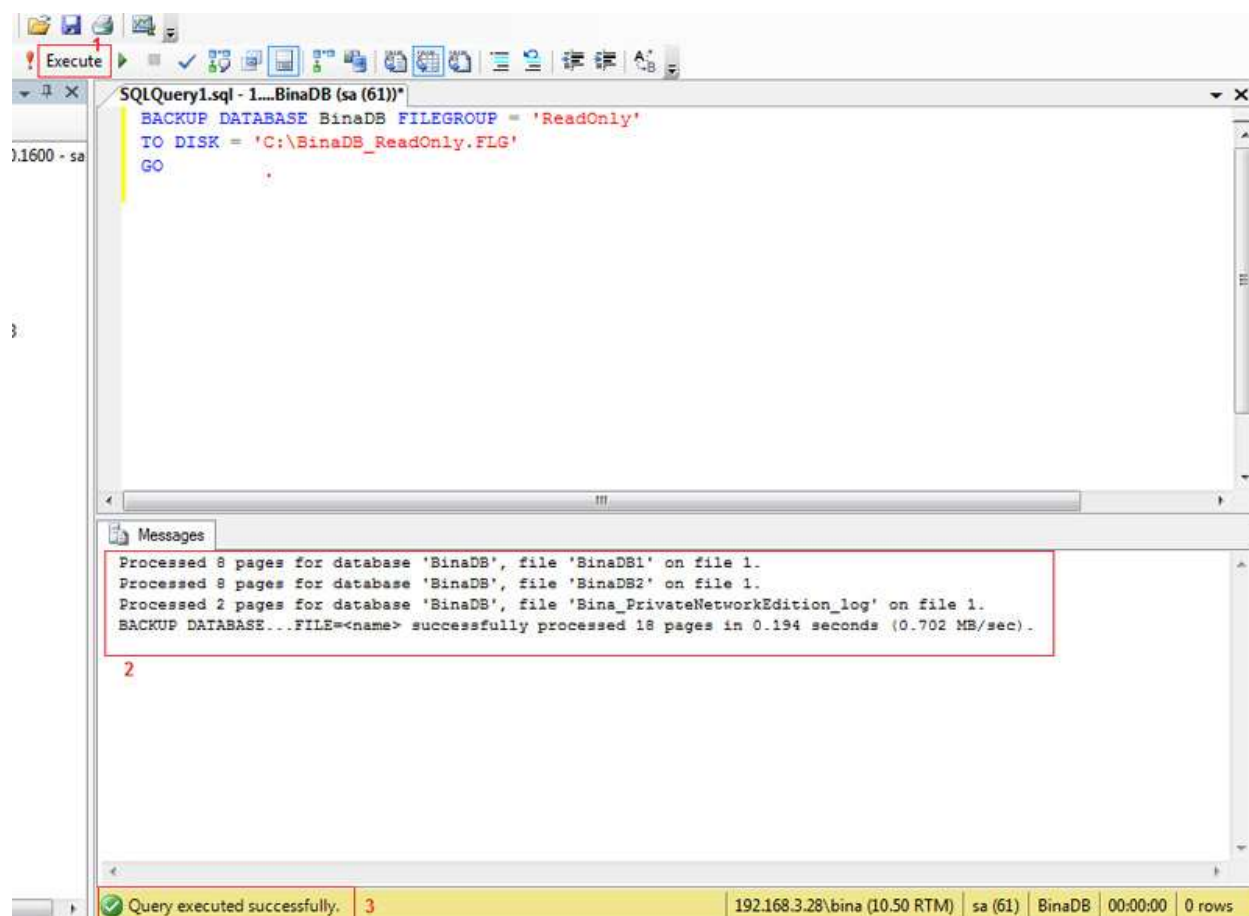 1
Execute
SQLQuery1.sql - 1....BinaDB (sa (61))*
).1600 - sa
BACKUP DATABASE BinaDB FILEGROUP = 'ReadOnly'
TO DISK = 'C:\BinaDB_ReadOnly.FLG'
GO
Messages
Processed 8 pages for database 'BinaDB', file 'BinaDB1' on file 1.
Processed 8 pages for database 'BinaDB', file 'BinaDB2' on file 1.
Processed 2 pages for database 'BinaDB', file 'Bina_PrivateNetworkEdition_log' on file 1.
BACKUP DATABASE...FILE=<name> successfully processed 18 pages in 0.194 seconds (0.702 MB/sec).
2
Query executed successfully. 3 192.168.3.28\bina (10.50 RTM) sa (61) BinaDB 00:00:00 0 rows